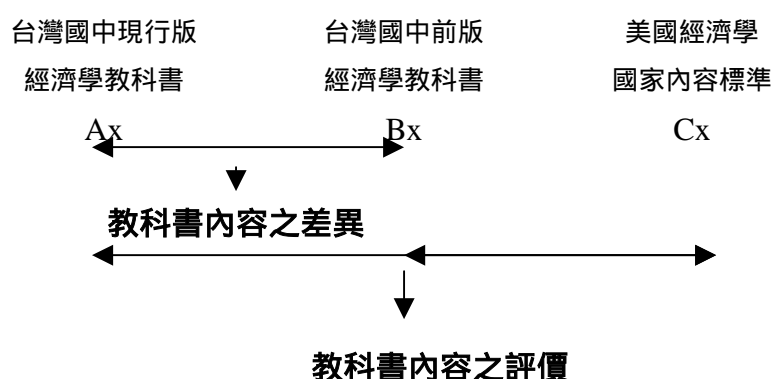 台灣國中現行版 台灣國中前版 美國經濟學
經濟學教科書 經濟學教科書 國家內容標準
Ax Bx Cx
教科書內容之差異
教科書內容之評價